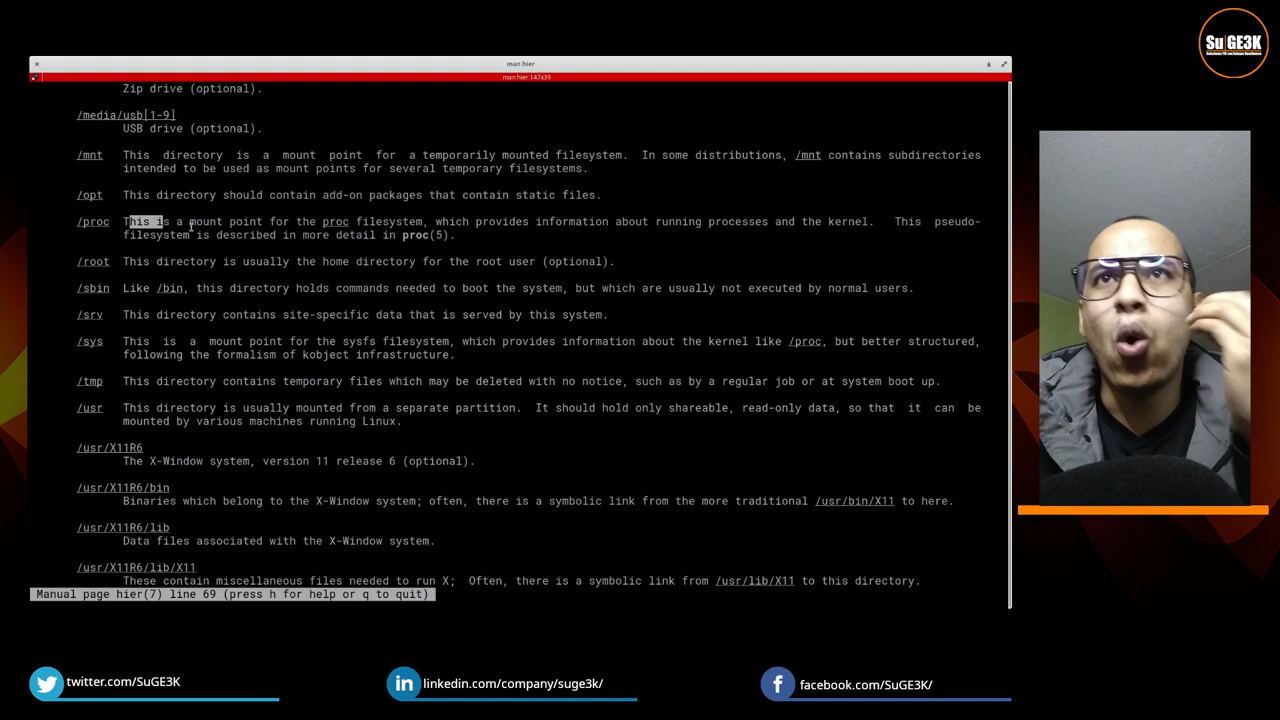 SuGE3K
man hier
man hier 147x39
Zip drive (optional).
/media/usb[1-9]
USB drive (optional).
/mnt This directory is a mount point for a temporarily mounted filesystem. In some distributions, /mnt contains subdirectories
intended to be used as mount points for several temporary filesystems.
/opt This directory should contain add-on packages that contain static files.
/proc This is a mount point for the proc filesystem, which provides information about running processes and the kernel. This pseudo-
filesystem is described in more detail in proc(5).
/root This directory is usually the home directory for the root user (optional).
/sbin Like /bin, this directory holds commands needed to boot the system, but which are usually not executed by normal users.
/srv This directory contains site-specific data that is served by this system.
/sys This is a mount point for the sysfs filesystem, which provides information about the kernel like /proc, but better structured,
following the formalism of kobject infrastructure.
/tmp This directory contains temporary files which may be deleted with no notice, such as by a regular job or at system boot up.
/usr This directory is usually mounted from a separate partition. It should hold only shareable, read-only data, so that it can be
mounted by various machines running Linux.
/usr/X11R6
The X-Window system, version 11 release 6 (optional).
/usr/X11R6/bin
Binaries which belong to the X-Window system; often, there is a symbolic link from the more traditional /usr/bin/X11 to here.
/usr/X11R6/lib
Data files associated with the X-Window system.
/usr/X11R6/lib/X11
These contain miscellaneous files needed to run X; Often, there is a symbolic link from /usr/lib/X11 to this directory.
Manual page hier(7) line 69 (press h for help or q to quit)
twitter.com/SuGE3K
linkedin.com/company/suge3k/
facebook.com/SuGE3K/